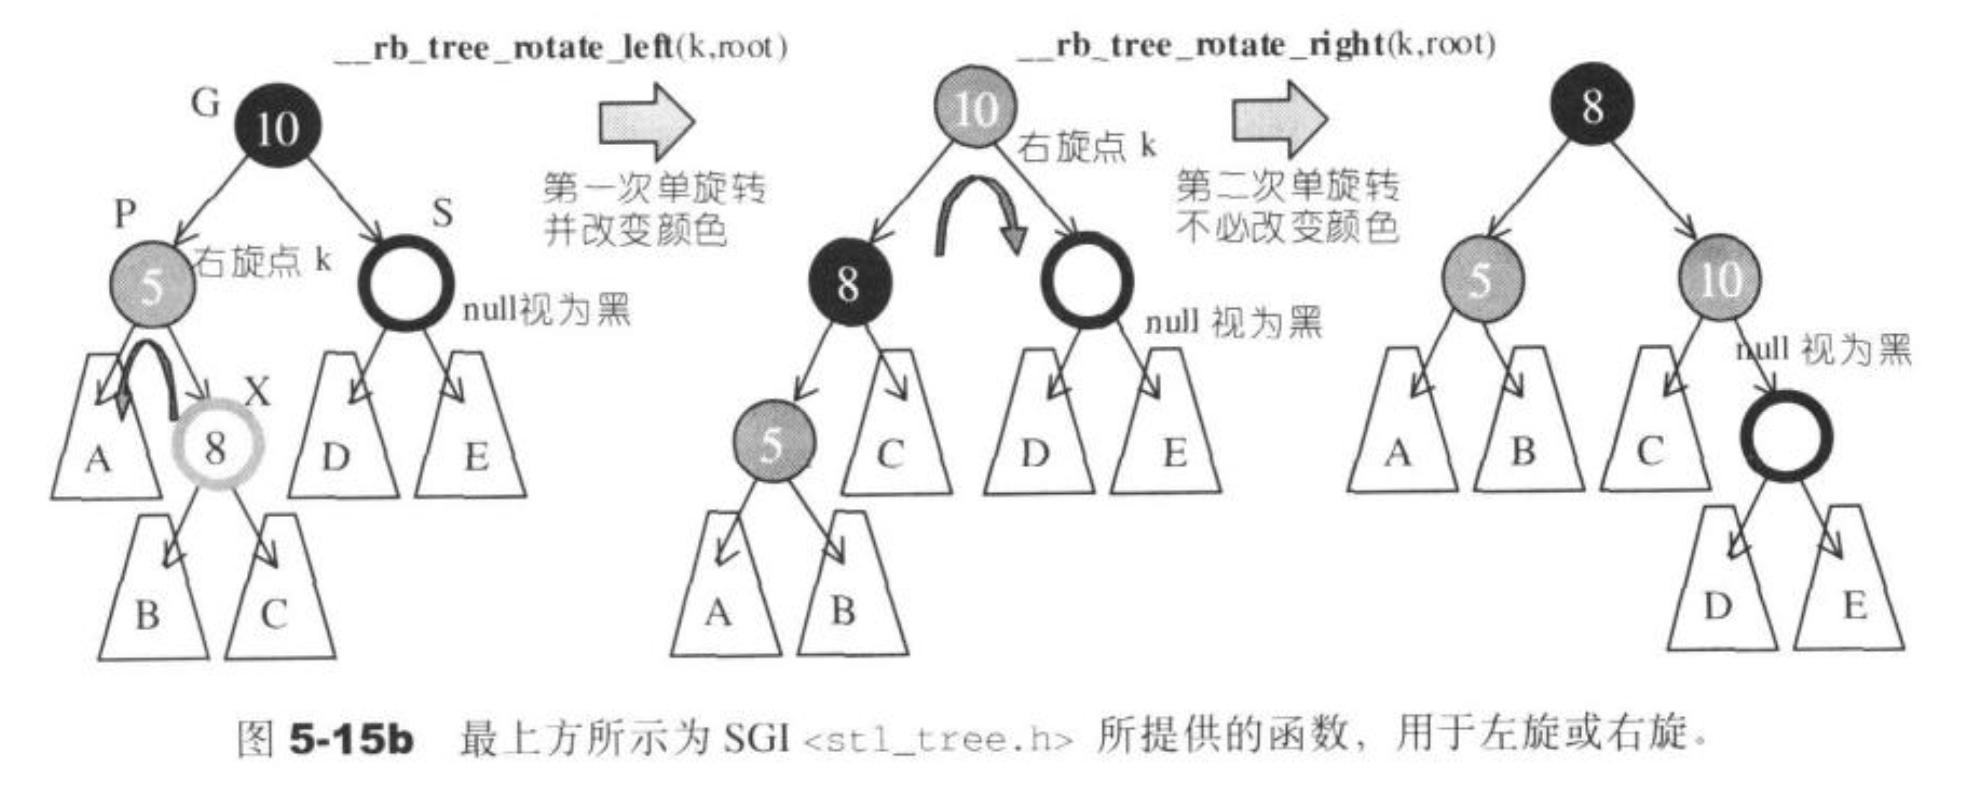 __rb_tree_rotate_left(k,root)
__rb_tree_rotate_right(k,root)
G
10
P
5
右旋点 k
S
null视为黑
A
X
8
D
E
B
C
第一次单旋转
并改变颜色
10
右旋点 k
8
null 视为黑
5
C
D
E
A
B
第二次单旋转
不必改变颜色
8
5
10
null 视为黑
A
B
C
D
E
图 5-15b 最上方所示为 SGI <stl_tree.h> 所提供的函数，用于左旋或右旋。